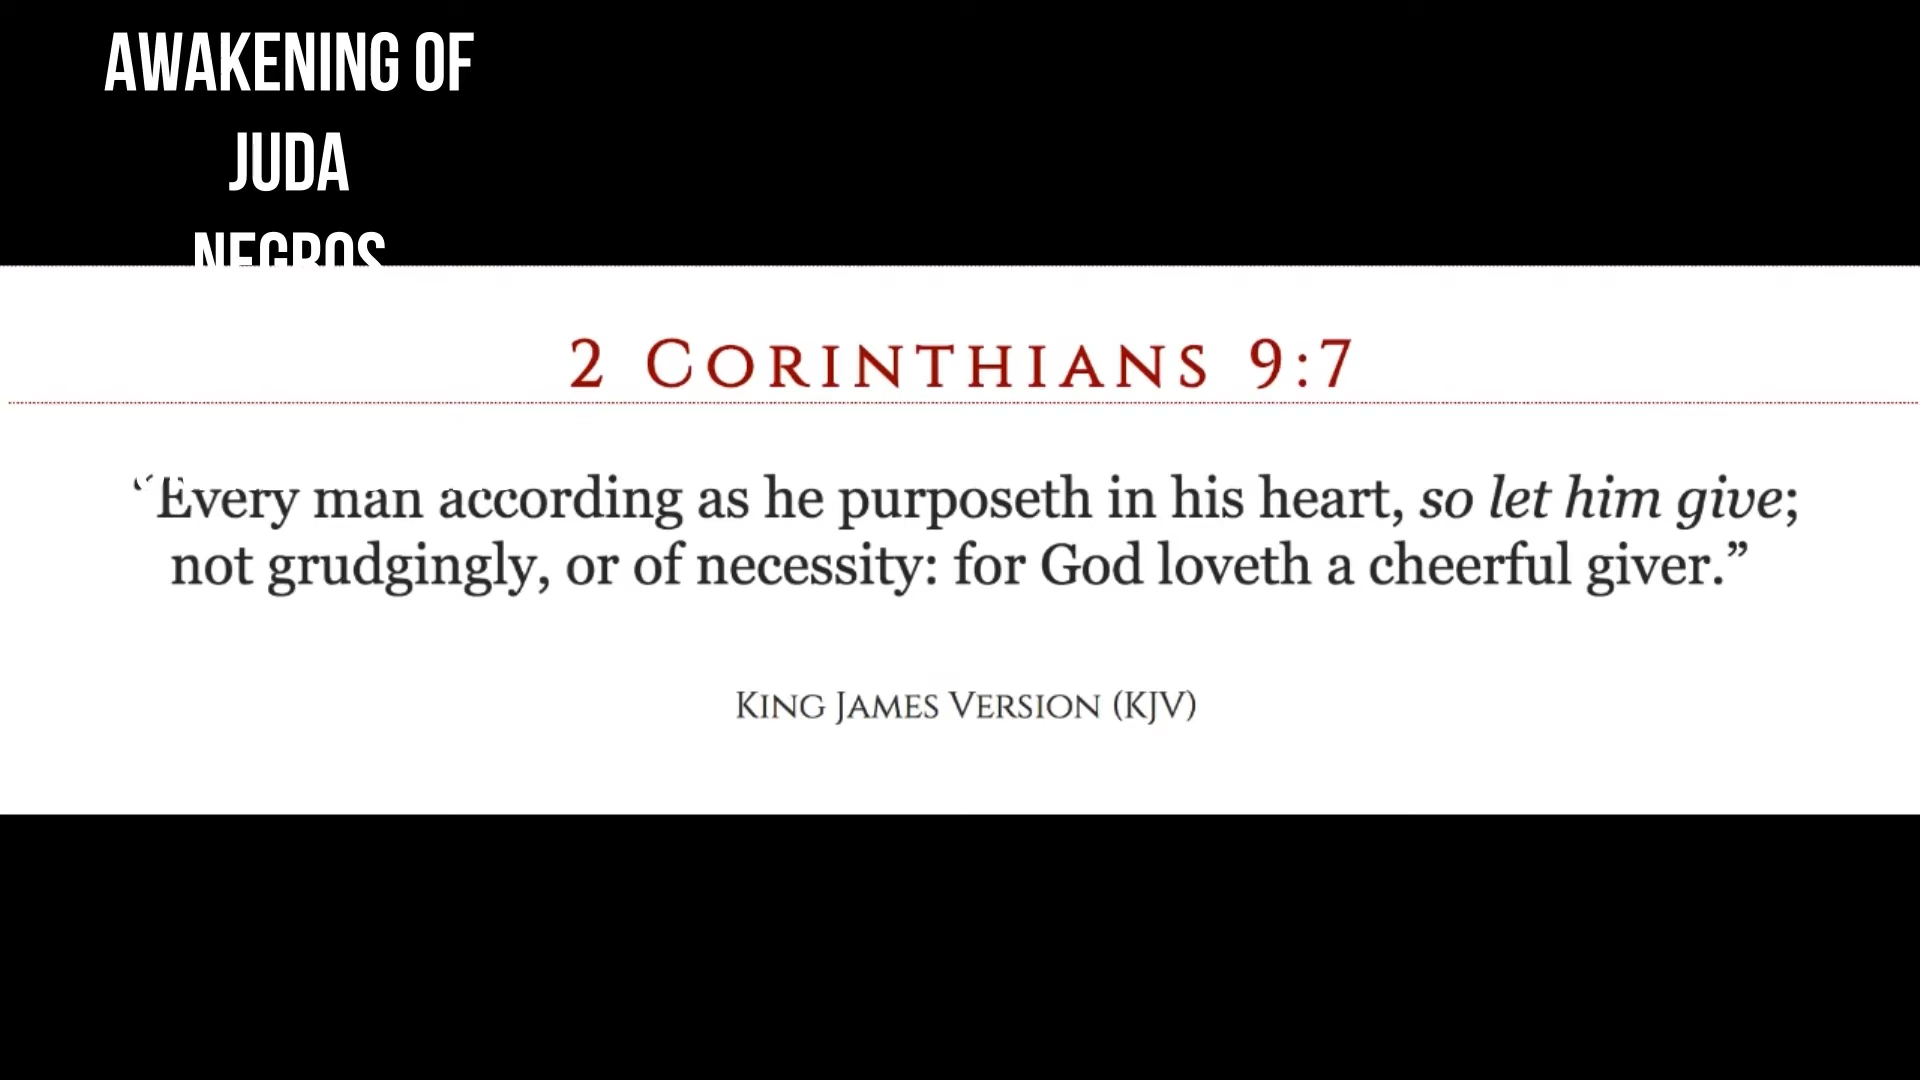 AWAKENING OF
JUDA
NEGROS
2 CORINTHIANS 9:7
“Every man according as he purposeth in his heart, so let him give;
not grudgingly, or of necessity: for God loveth a cheerful giver.”
KING JAMES VERSION (KJV)